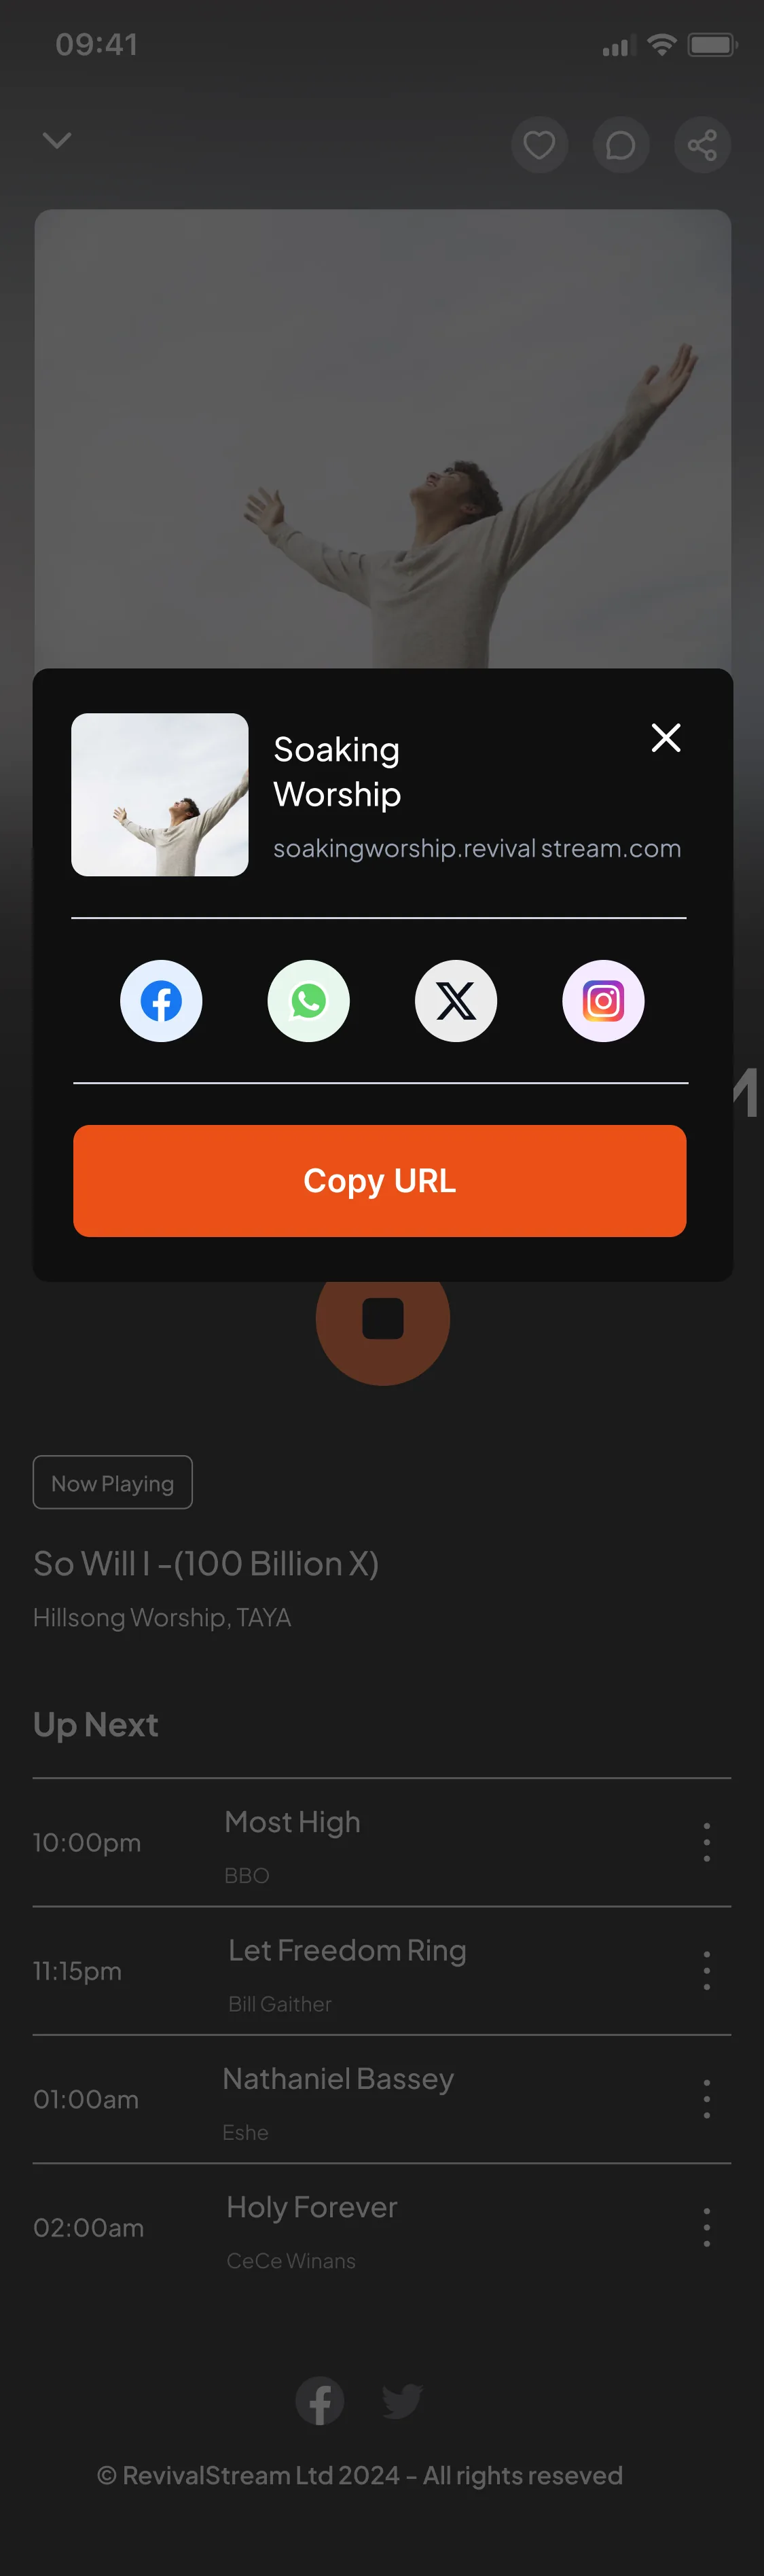 09:41
Soaking
Worship
soakingworship.revival stream.com
M
Copy URL
Now Playing
So Will I -(100 Billion X)
Hillsong Worship, TAYA
Up Next
10:00pm
Most High
BBO
11:15pm
Let Freedom Ring
Bill Gaither
01:00am
Nathaniel Bassey
Eshe
02:00am
Holy Forever
CeCe Winans
© RevivalStream Ltd 2024 - All rights reseved